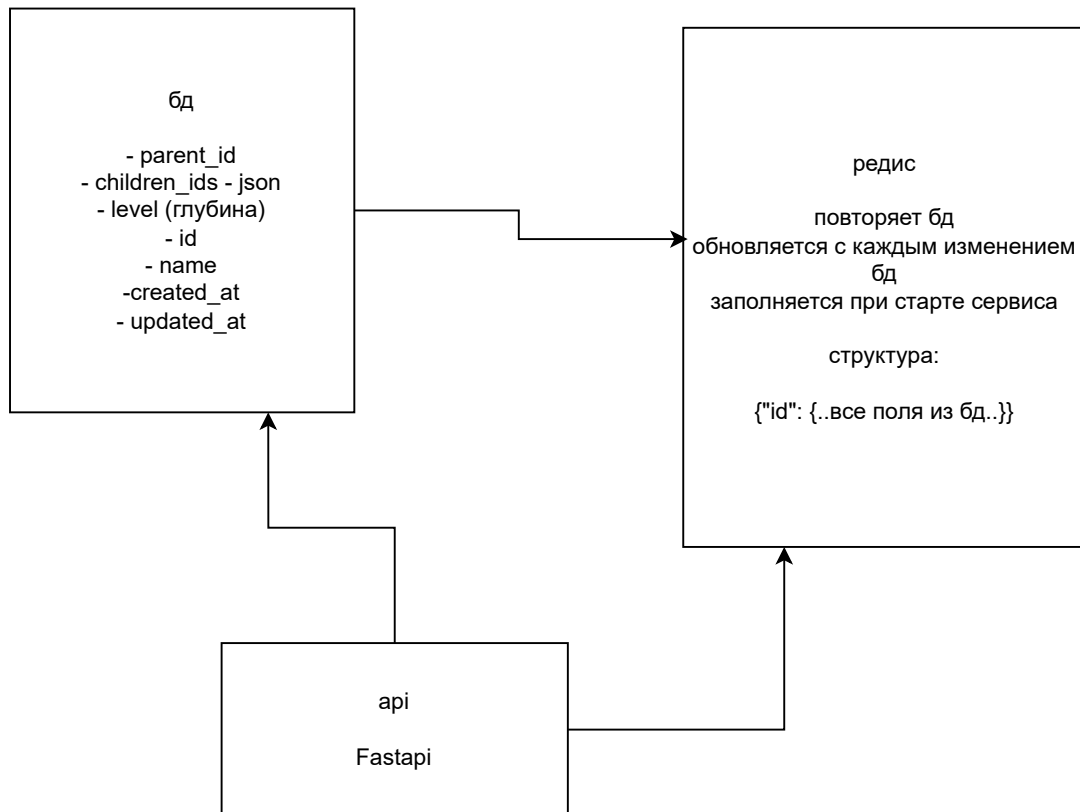 бд
- parent_id
- children_ids - json
- level (глубина)
- id
- name
-created_at
- updated_at
редис
повторяет бд
обновляется с каждым изменением
бд
заполняется при старте сервиса
структура:
{"id": {..все поля из бд..}}
api
Fastapi